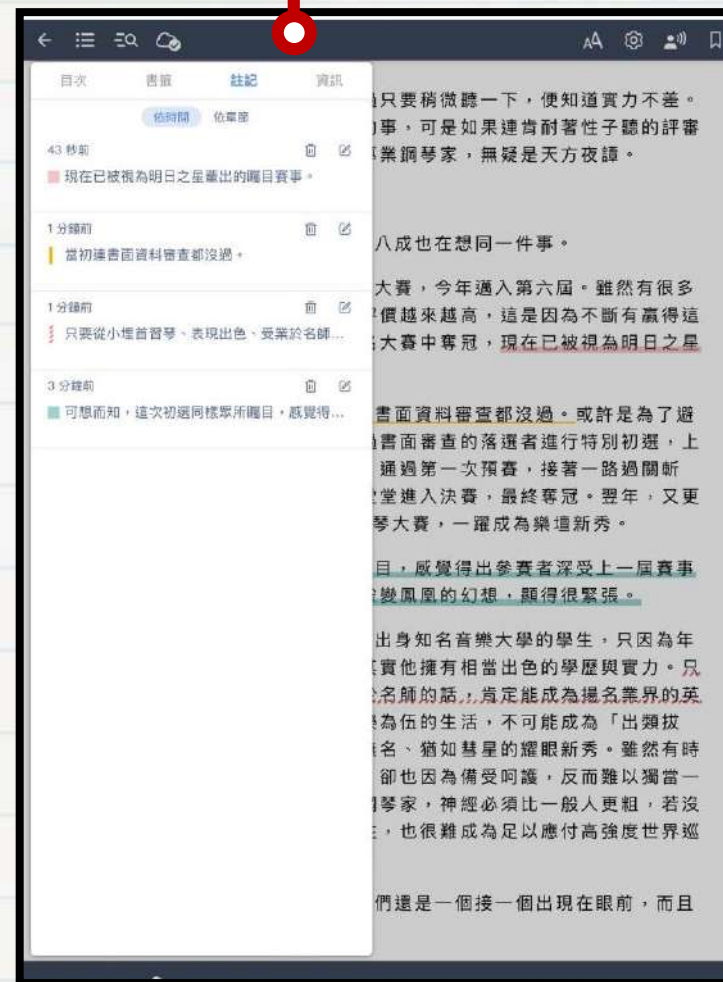 AA
目次 書籤 註記 資訊
依時間 依章節
43 秒前
現在已被視為明日之星輩出的矚目賽事。
1 分鐘前
當初連書面資料審查都沒過。
1 分鐘前
只要從小埋首習琴、表現出色、受業於名師...
3 分鐘前
可想而知，這次初選同樣眾所矚目，感覺得...
只要稍微聽一下，便知道實力不差。
事，可是如果連肯耐著性子聽的評審
業鋼琴家，無疑是天方夜譚。
八成也在想同一件事。
大賽，今年邁入第六屆。雖然有很多
價越來越高，這是因為不斷有贏得這
大賽中奪冠，現在已被視為明日之星
書面資料審查都沒過。或許是為了避
書面審查的落選者進行特別初選，上
通過第一次預賽，接著一路過關斬
堂進入決賽，最終奪冠。翌年，又更
琴大賽，一躍成為樂壇新秀。
目，感覺得出參賽者深受上一屆賽事
變鳳凰的幻想，顯得很緊張。
出身知名音樂大學的學生，只因為年
實他擁有相當出色的學歷與實力。只
名師的話，肯定能成為揚名業界的英
為伍的生活，不可能成為「出類拔
名、猶如彗星的耀眼新秀。雖然有時
卻也因為備受呵護，反而難以獨當一
琴家，神經必須比一般人更粗，若沒
，也很難成為足以應付高強度世界巡
們還是一個接一個出現在眼前，而且